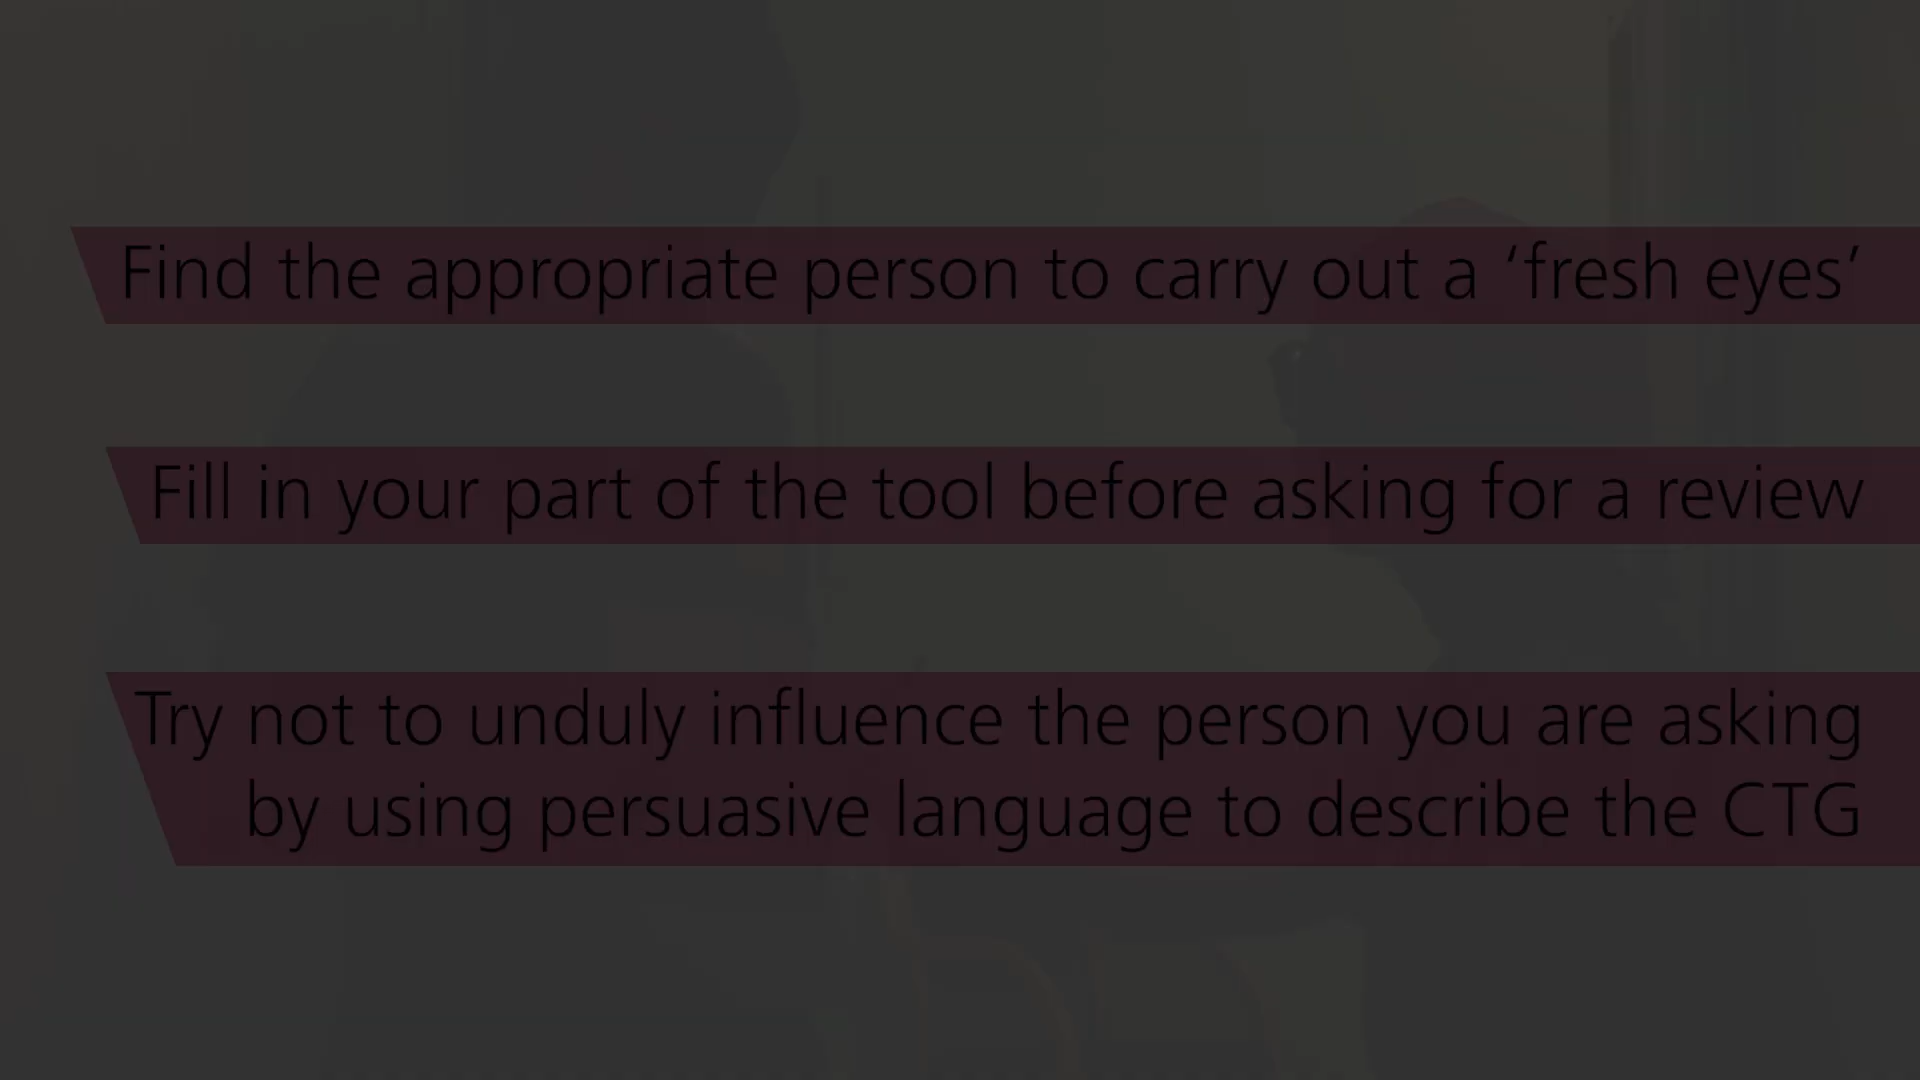 Find the appropriate person to carry out a ‘fresh eyes’
Fill in your part of the tool before asking for a review
Try not to unduly influence the person you are asking
by using persuasive language to describe the CTG